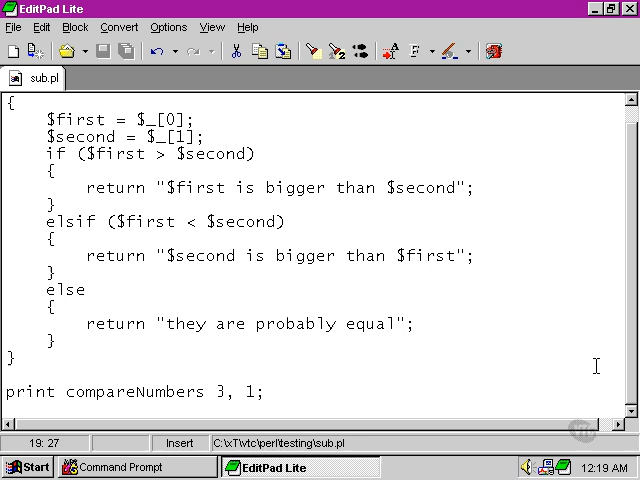 EditPad Lite
File Edit Block Convert Options View Help
sub.pl
{
    $first = $_[0];
    $second = $_[1];
    if ($first > $second)
    {
        return "$first is bigger than $second";
    }
    elsif ($first < $second)
    {
        return "$second is bigger than $first";
    }
    else
    {
        return "they are probably equal";
    }
}
print compareNumbers 3, 1;
19: 27 Insert C:\xT\vtc\perl\testing\sub.pl
Start Command Prompt EditPad Lite 12:19 AM